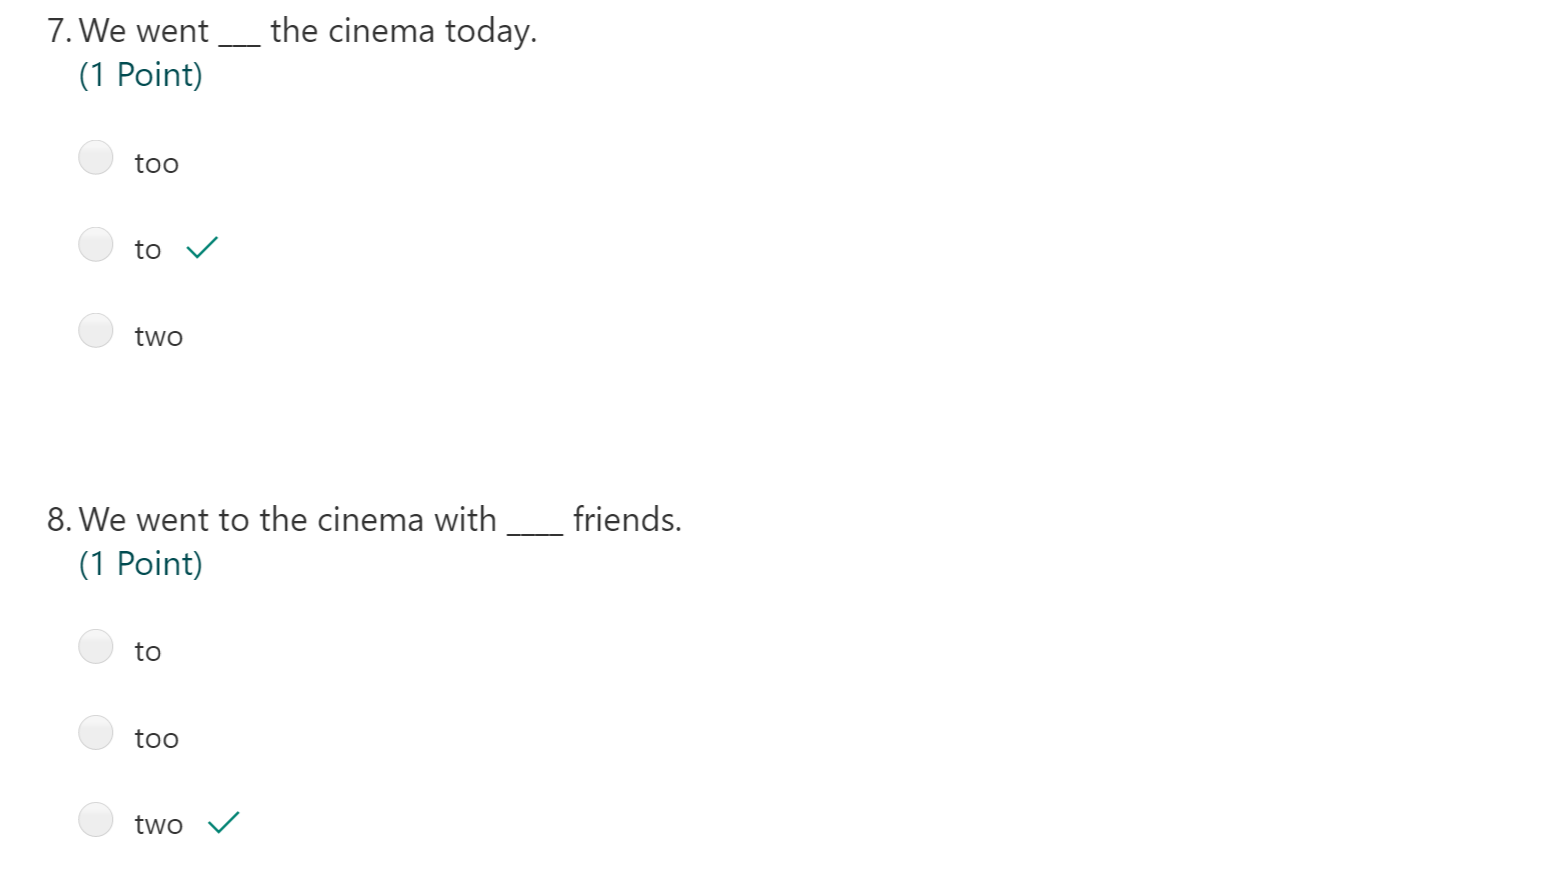 7. We went ___ the cinema today.
(1 Point)
too
to
two
8. We went to the cinema with ____ friends.
(1 Point)
to
too
two